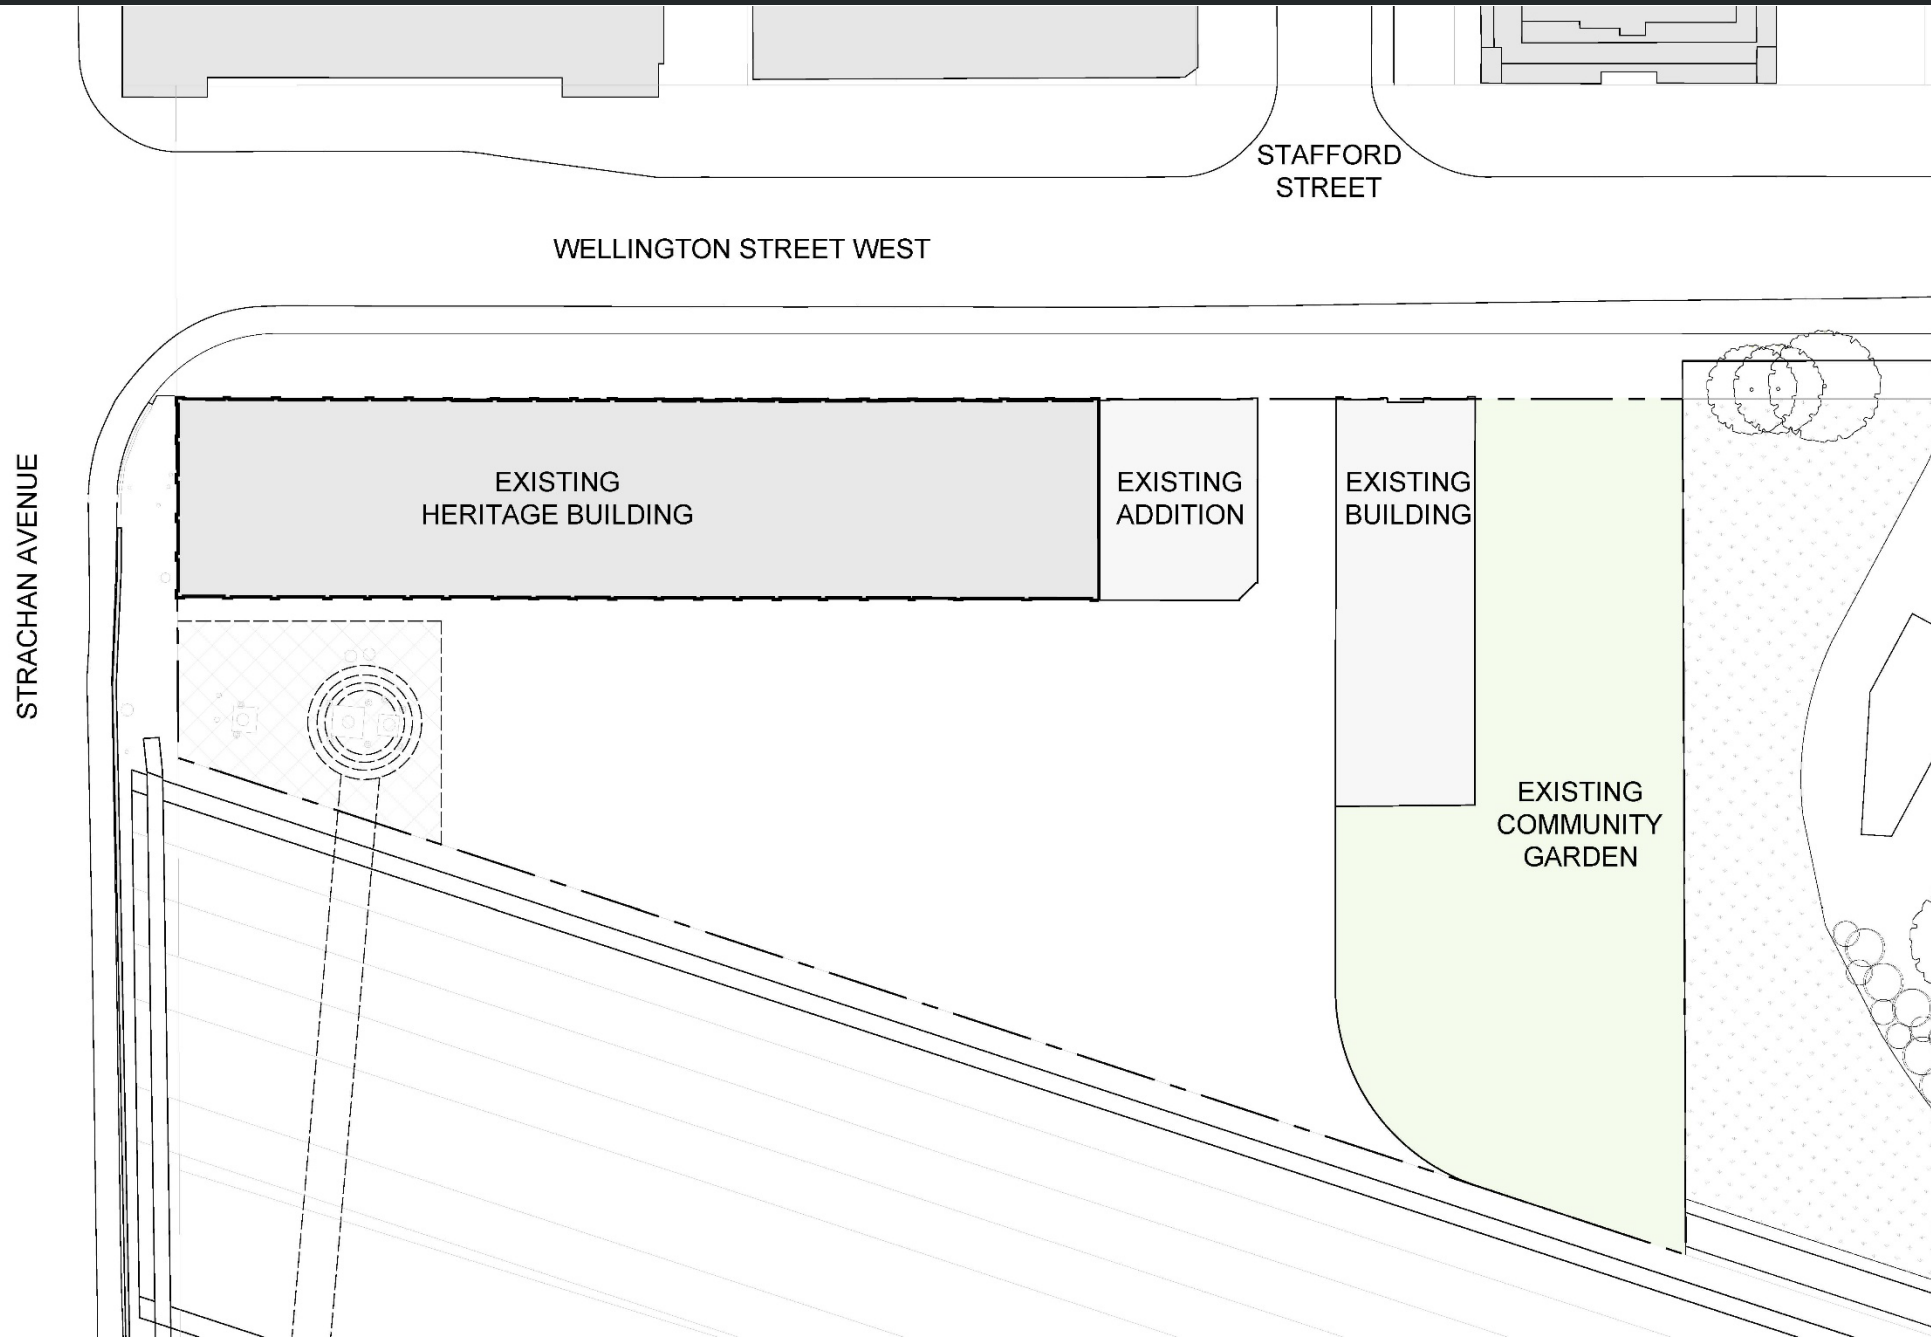 STAFFORD
STREET
WELLINGTON STREET WEST
STRACHAN AVENUE
EXISTING
HERITAGE BUILDING
EXISTING
ADDITION
EXISTING
BUILDING
EXISTING
COMMUNITY
GARDEN